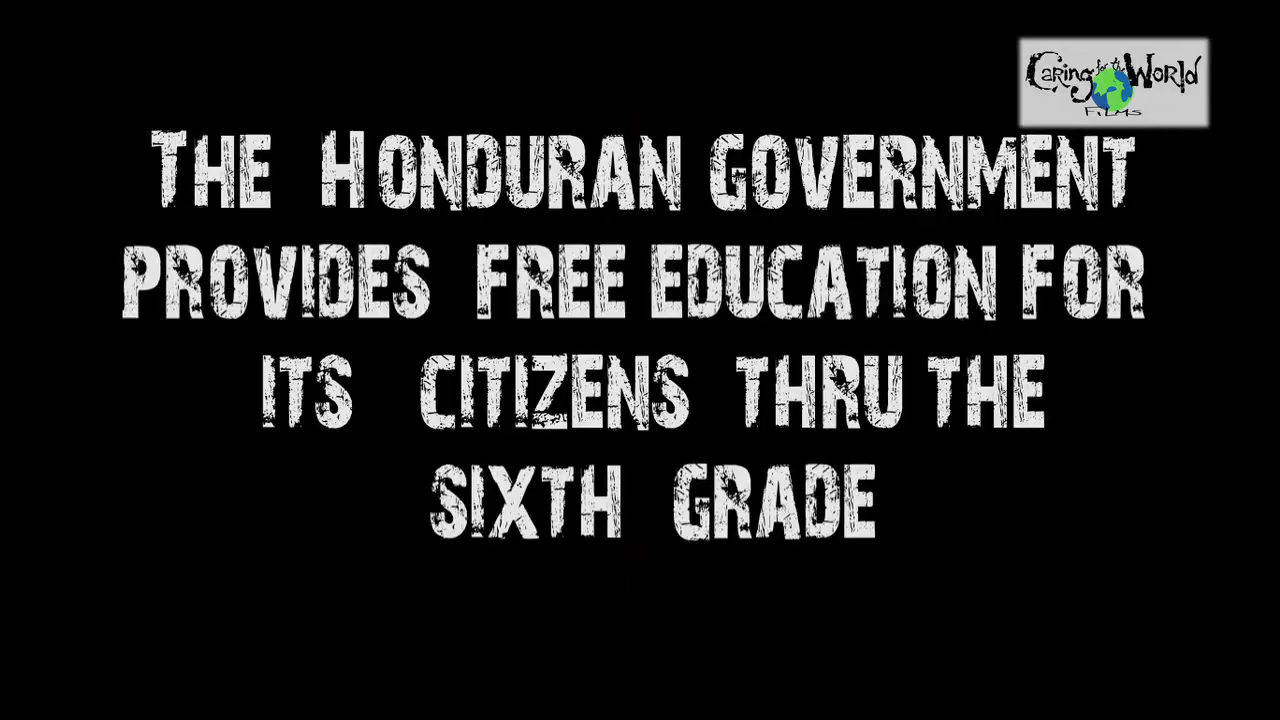 Caring for the World
Films
The Honduran Government
provides free education for
its citizens thru the
sixth grade